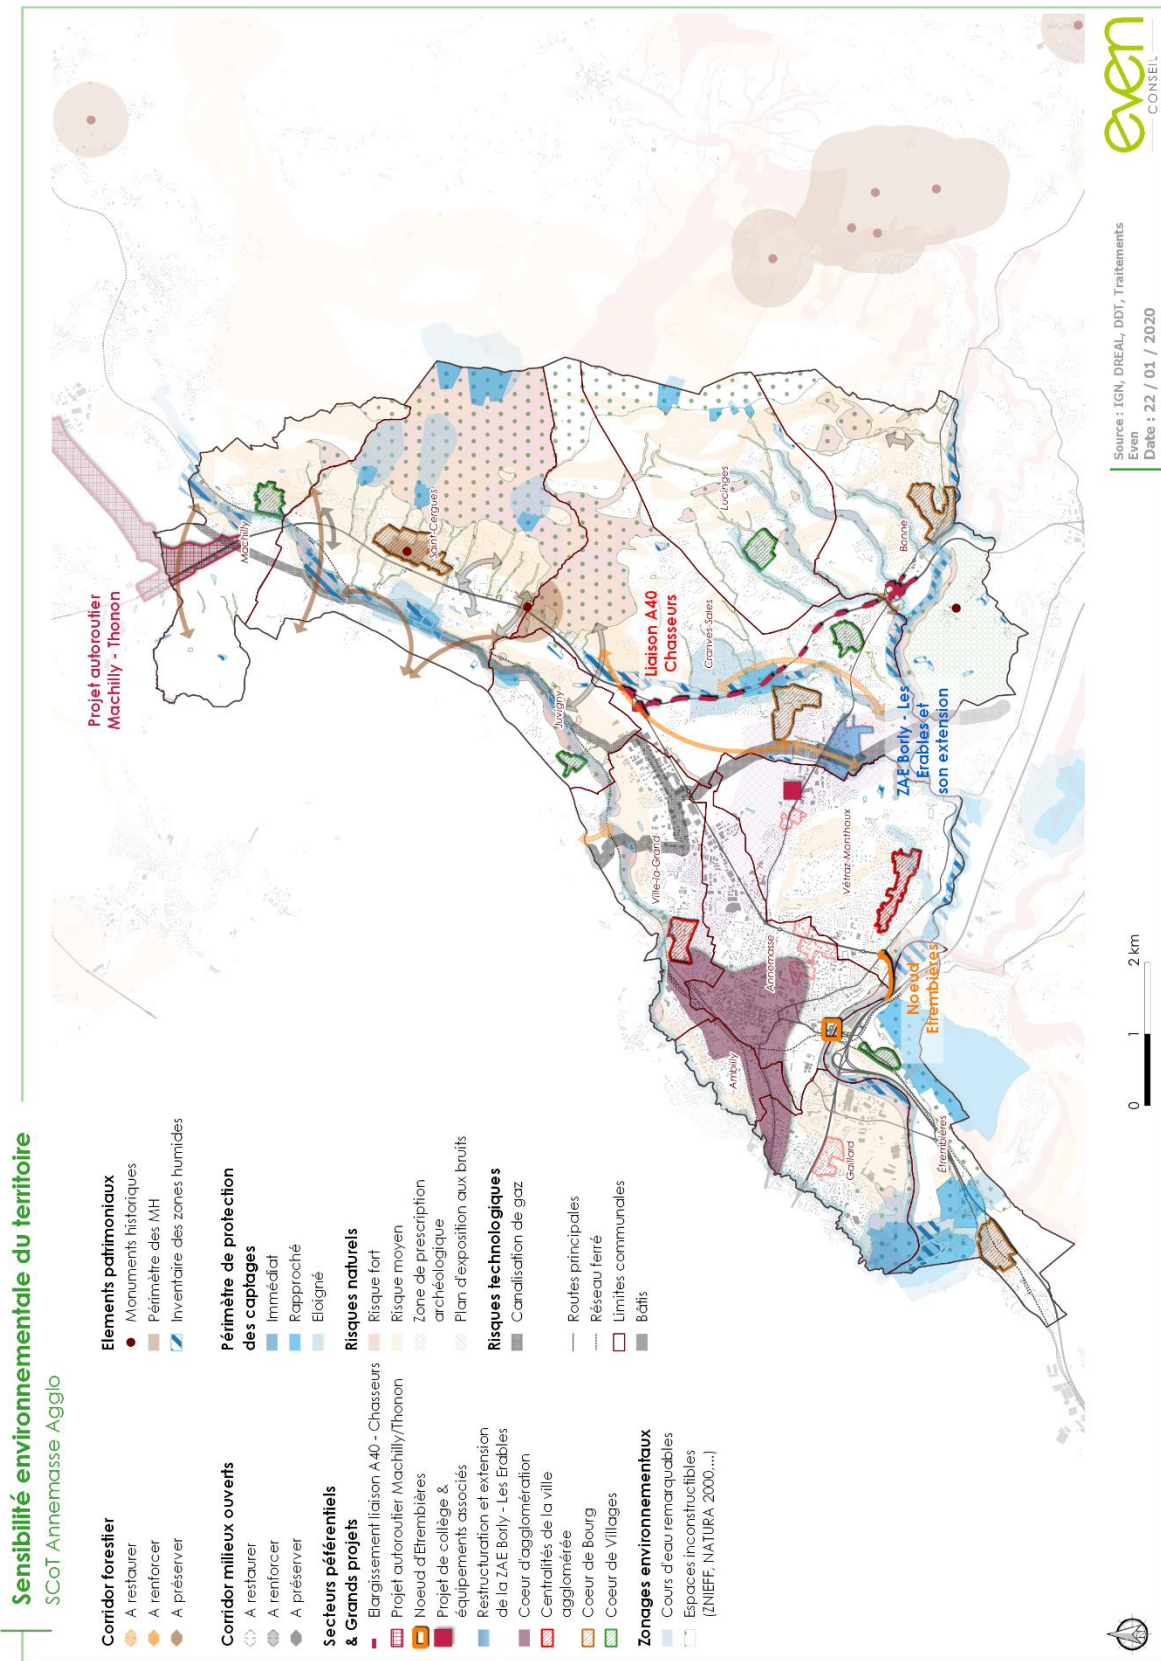 Sensibilité environnementale du territoire
SCoT Annemasse Agglo
Corridor forestier
A restaurer
A renforcer
A préserver
Corridor milieux ouverts
A restaurer
A renforcer
A préserver
Secteurs péférentiels
& Grands projets
Elargissement liaison A40 - Chasseurs
Projet autoroutier Machilly/Thonon
Noeud d'Etrembières
Projet de collège &
équipements associés
Restructuration et extension
de la ZAE Borly - Les Erables
Coeur d'agglomération
Centralités de la ville
agglomérée
Coeur de Bourg
Coeur de Villages
Zonages environnementaux
Cours d'eau remarquables
Espaces inconstructibles
(ZNIEFF, NATURA 2000,...)
Elements patrimoniaux
Monuments historiques
Périmètre des MH
Inventaire des zones humides
Périmètre de protection
des captages
Immédiat
Rapproché
Eloigné
Risques naturels
Risque fort
Risque moyen
Zone de prescription
archéologique
Plan d'exposition aux bruits
Risques technologiques
Canalisation de gaz
Routes principales
Réseau ferré
Limites communales
Bâtis
Projet autoroutier
Machilly - Thonon
Machilly
Saint-Cergues
Juvigny
Liaison A40
Chasseurs
Cranves-Sales
Lucinges
Bonne
Ville-la-Grand
ZAE Borly - Les
Erables et
son extension
Vétraz-Monthoux
Annemasse
Ambilly
Noeud
Etrembières
Gaillard
Étrembières
0 1 2 km
Source : IGN, DREAL, DDT, Traitements
Even
Date : 22 / 01 / 2020
even
CONSEIL